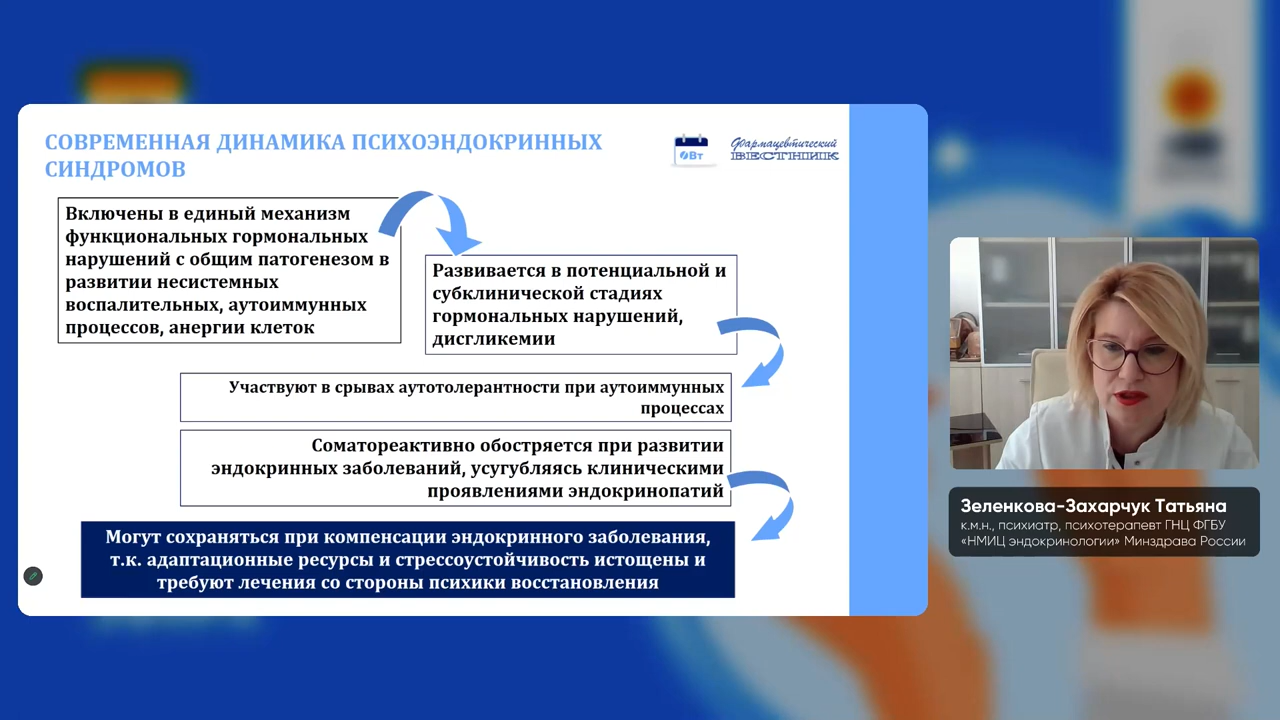 СОВРЕМЕННАЯ ДИНАМИКА ПСИХОЭНДОКРИННЫХ
СИНДРОМОВ
Фармацевтический
ВЕСТНИК
ФВт
Включены в единый механизм
функциональных гормональных
нарушений с общим патогенезом в
развитии несистемных
воспалительных, аутоиммунных
процессов, анергии клеток
Развивается в потенциальной и
субклинической стадиях
гормональных нарушений,
дисгликемии
Участвуют в срывах аутотолерантности при аутоиммунных
процессах
Соматореактивно обостряется при развитии
эндокринных заболеваний, усугубляясь клиническими
проявлениями эндокринопатий
Могут сохраняться при компенсации эндокринного заболевания,
т.к. адаптационные ресурсы и стрессоустойчивость истощены и
требуют лечения со стороны психики восстановления
Зеленкова-Захарчук Татьяна
к.м.н., психиатр, психотерапевт ГНЦ ФГБУ
«НМИЦ эндокринологии» Минздрава России